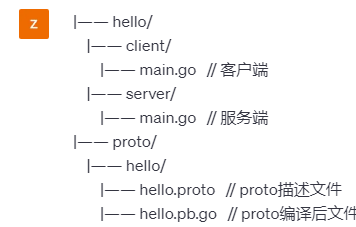 z
|—— hello/
|—— client/
|—— main.go // 客户端
|—— server/
|—— main.go // 服务端
|—— proto/
|—— hello/
|—— hello.proto // proto描述文件
|—— hello.pb.go // proto编译后文件